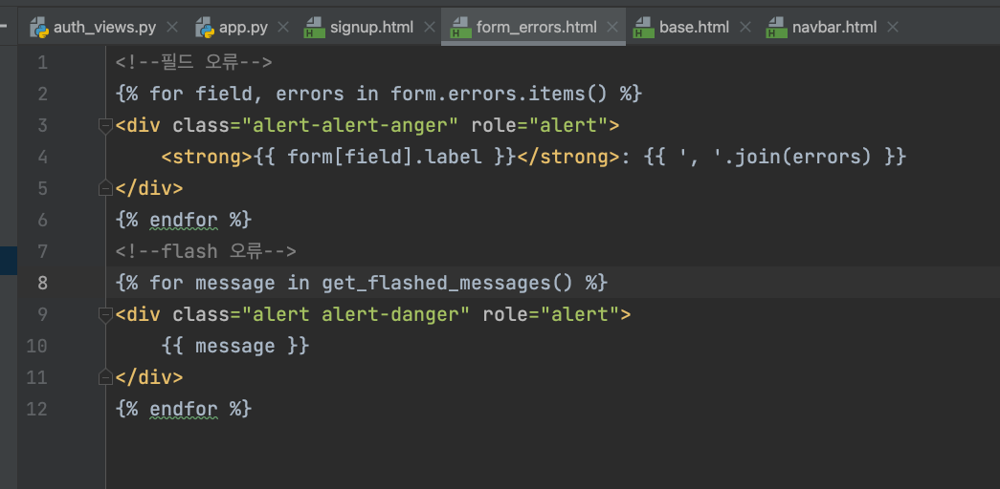 auth_views.py app.py signup.html form_errors.html base.html navbar.html
1 <!--필드 오류-->
2 {% for field, errors in form.errors.items() %}
3 <div class="alert-alert-anger" role="alert">
4 <strong>{{ form[field].label }}</strong>: {{ ', '.join(errors) }}
5 </div>
6 {% endfor %}
7 <!--flash 오류-->
8 {% for message in get_flashed_messages() %}
9 <div class="alert alert-danger" role="alert">
10 {{ message }}
11 </div>
12 {% endfor %}